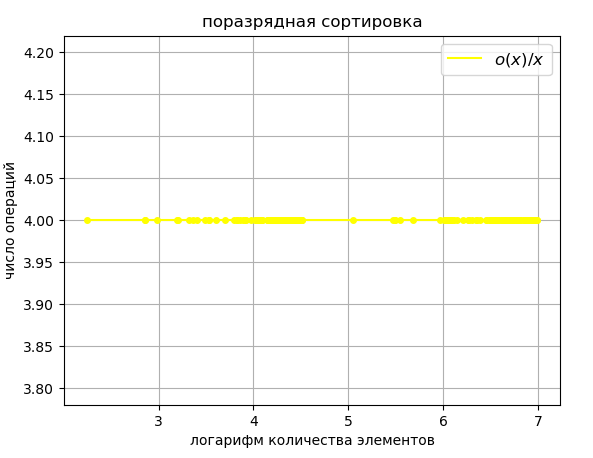 поразрядная сортировка
o(x)/x
4.20
4.15
4.10
4.05
4.00
3.95
3.90
3.85
3.80
число операций
3 4 5 6 7
логарифм количества элементов